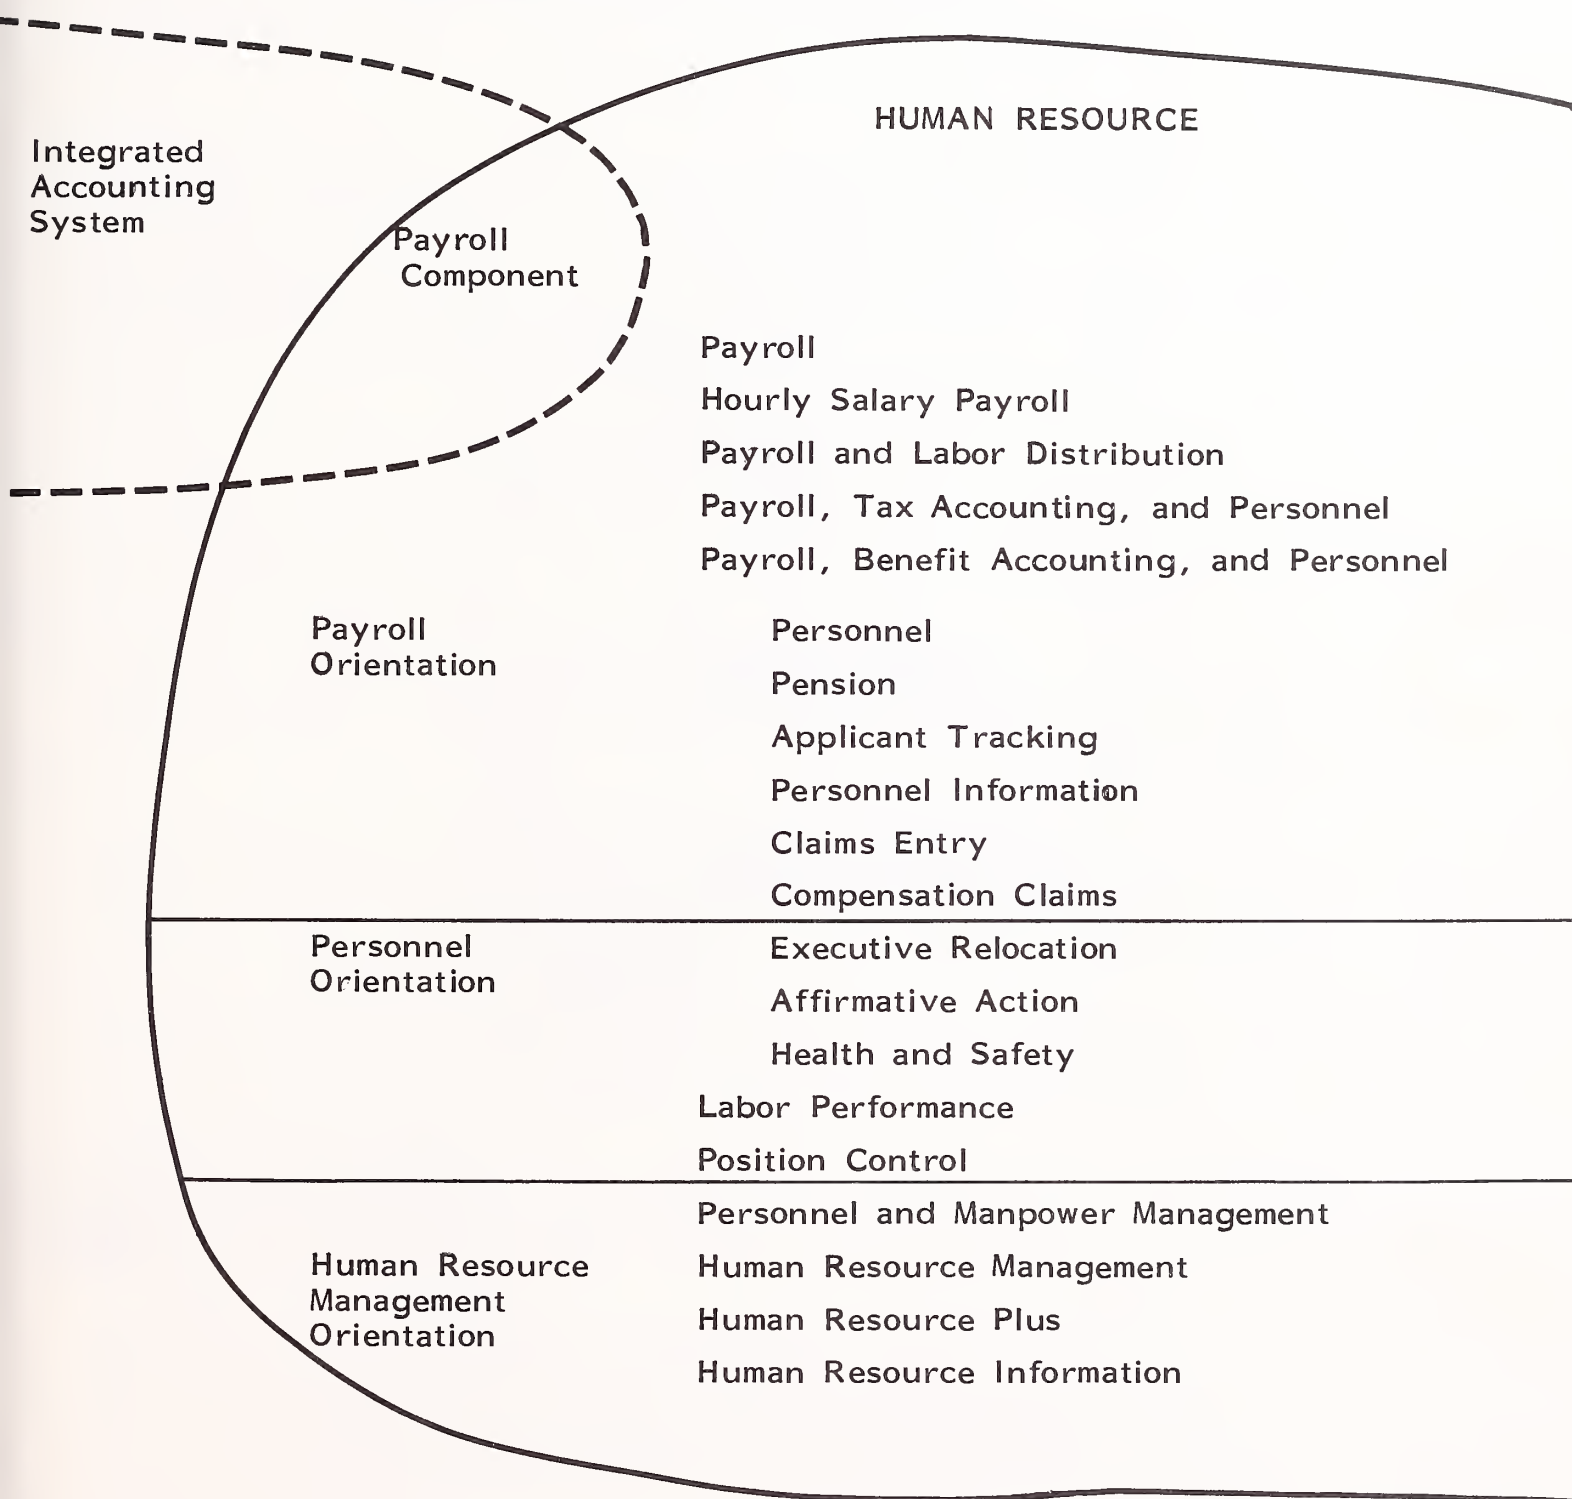 HUMAN RESOURCE
Integrated
Accounting
System
Payroll
Component
Payroll
Hourly Salary Payroll
Payroll and Labor Distribution
Payroll, Tax Accounting, and Personnel
Payroll, Benefit Accounting, and Personnel
Payroll
Orientation
Personnel
Pension
Applicant Tracking
Personnel Information
Claims Entry
Compensation Claims
Personnel
Orientation
Executive Relocation
Affirmative Action
Health and Safety
Labor Performance
Position Control
Human Resource
Management
Orientation
Personnel and Manpower Management
Human Resource Management
Human Resource Plus
Human Resource Information